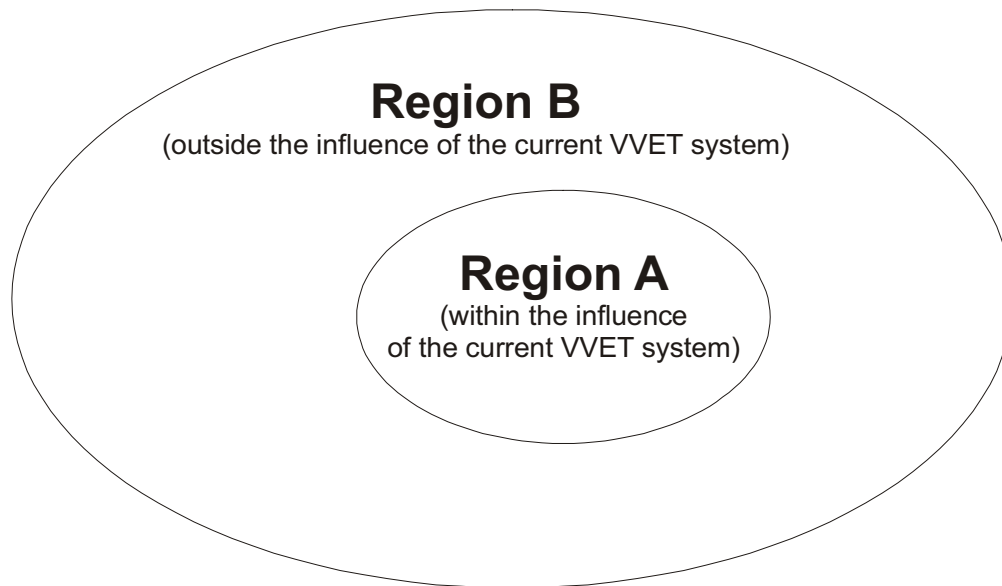 Region B
(outside the influence of the current VVET system)
Region A
(within the influence
of the current VVET system)